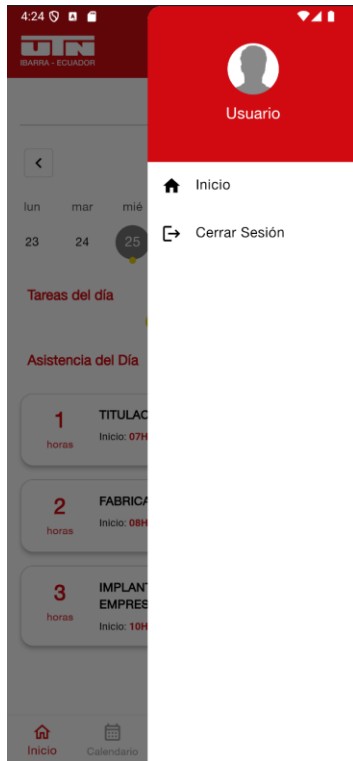 4:24
UTN
IBARRA - ECUADOR
Usuario
Inicio
Cerrar Sesión
<
lun mar mié
23 24 25
Tareas del día
Asistencia del Día
1 horas
TITULAC
Inicio: 07H
2 horas
FABRICA
Inicio: 08H
3 horas
IMPLAN
EMPRES
Inicio: 10H
Inicio Calendario